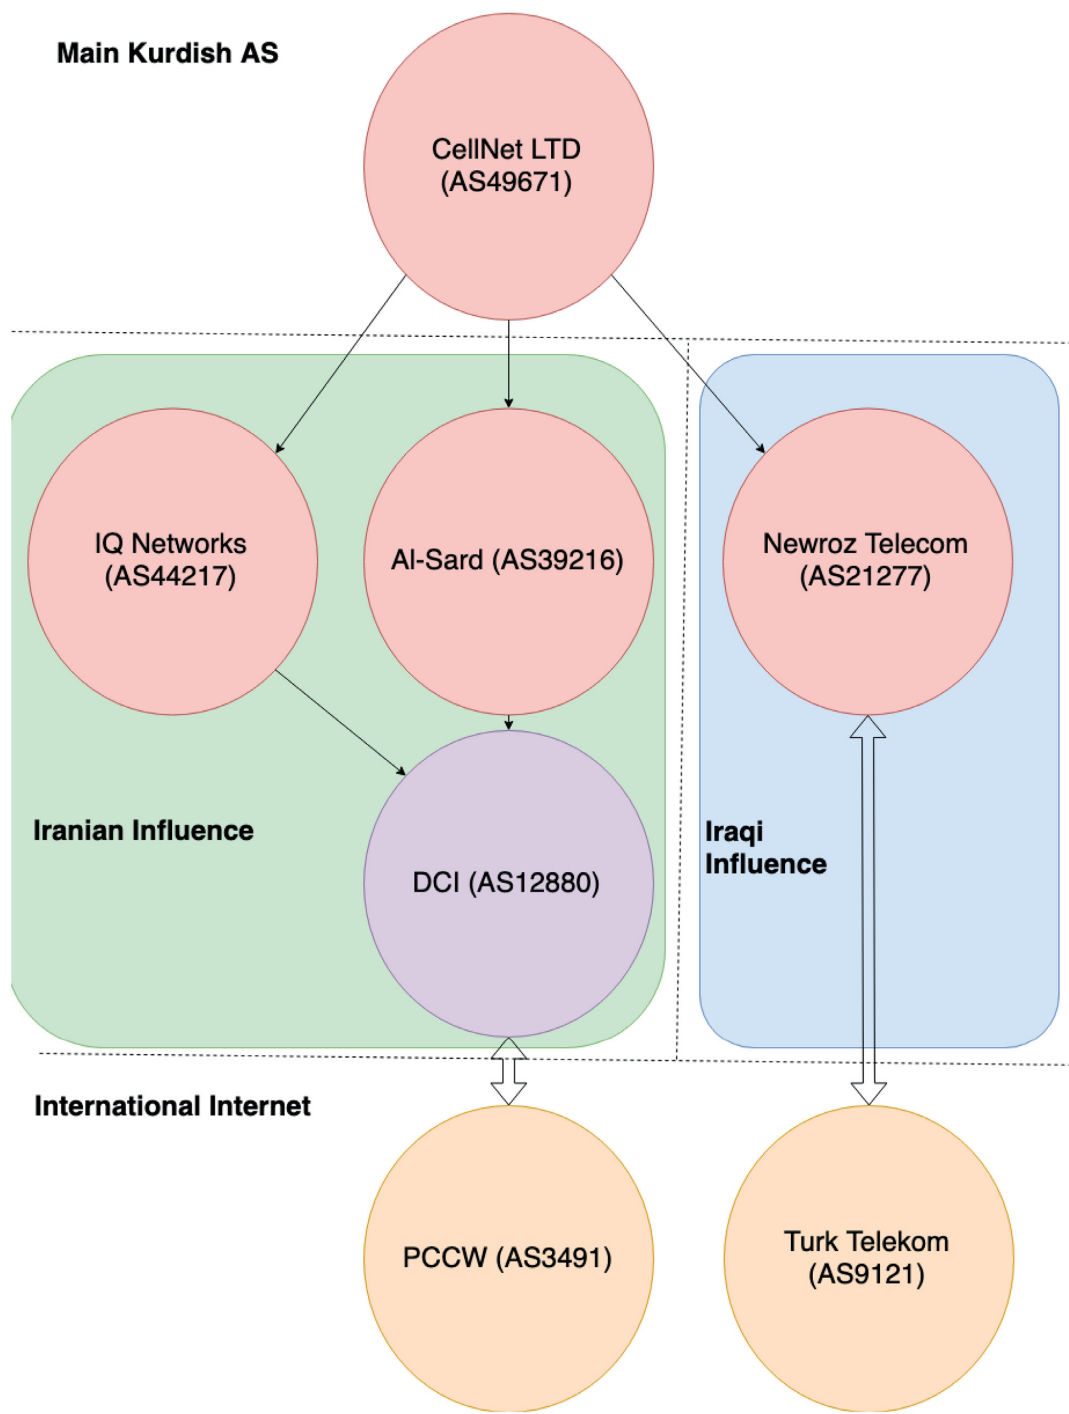 Main Kurdish AS
CellNet LTD
(AS49671)
IQ Networks
(AS44217)
Al-Sard (AS39216)
Newroz Telecom
(AS21277)
Iranian Influence
Iraqi
Influence
DCI (AS12880)
International Internet
PCCW (AS3491)
Turk Telekom
(AS9121)